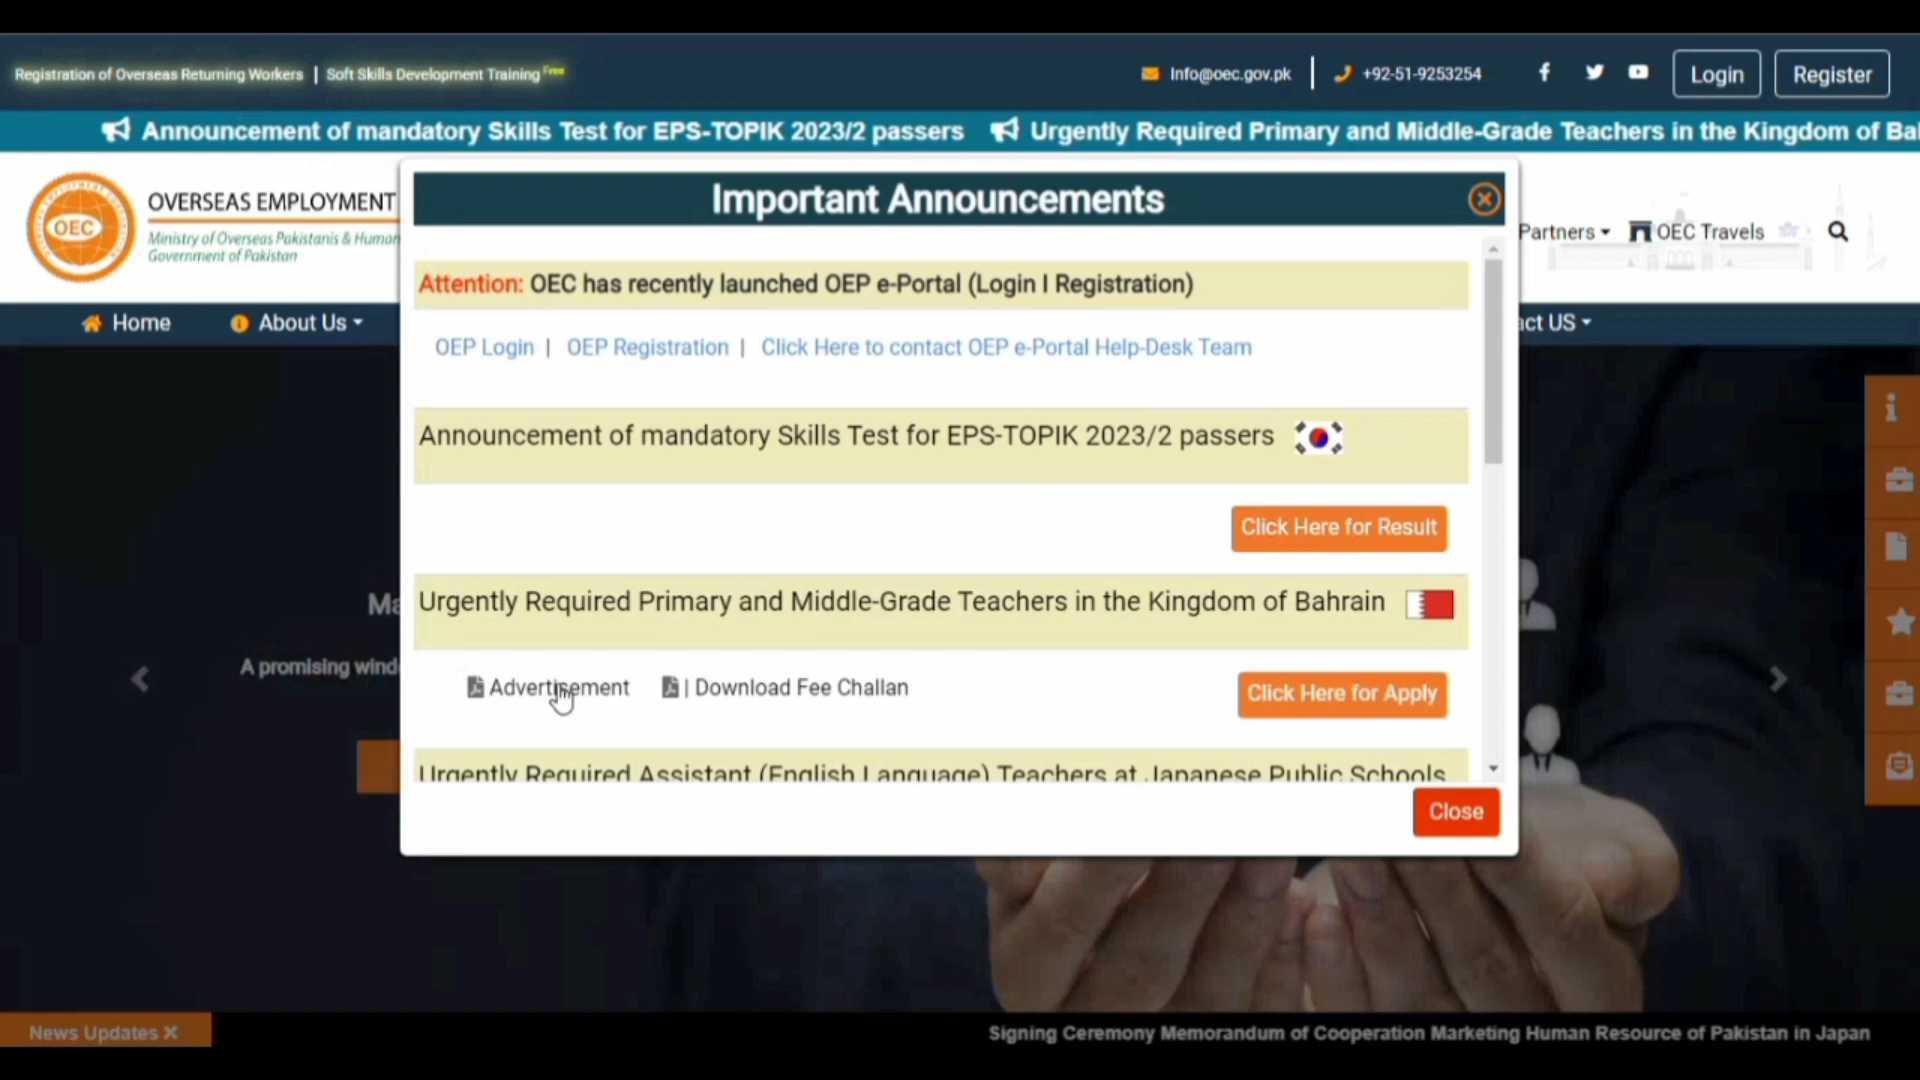 Registration of Overseas Returning Workers | Soft Skills Development Training Free
Info@oec.gov.pk | +92-51-9253254
Login
Register
Announcement of mandatory Skills Test for EPS-TOPIK 2023/2 passers
Urgently Required Primary and Middle-Grade Teachers in the Kingdom of Bal
OEC
OVERSEAS EMPLOYMENT
Ministry of Overseas Pakistanis & Human
Government of Pakistan
Partners
OEC Travels
Home
About Us
act US
Important Announcements
Attention: OEC has recently launched OEP e-Portal (Login I Registration)
OEP Login | OEP Registration | Click Here to contact OEP e-Portal Help-Desk Team
Announcement of mandatory Skills Test for EPS-TOPIK 2023/2 passers
Click Here for Result
Urgently Required Primary and Middle-Grade Teachers in the Kingdom of Bahrain
Advertisement | Download Fee Challan
Click Here for Apply
Urgently Required Assistant (English Language) Teachers at Japanese Public Schools
Close
Ma
A promising wind
News Updates X
Signing Ceremony Memorandum of Cooperation Marketing Human Resource of Pakistan in Japan